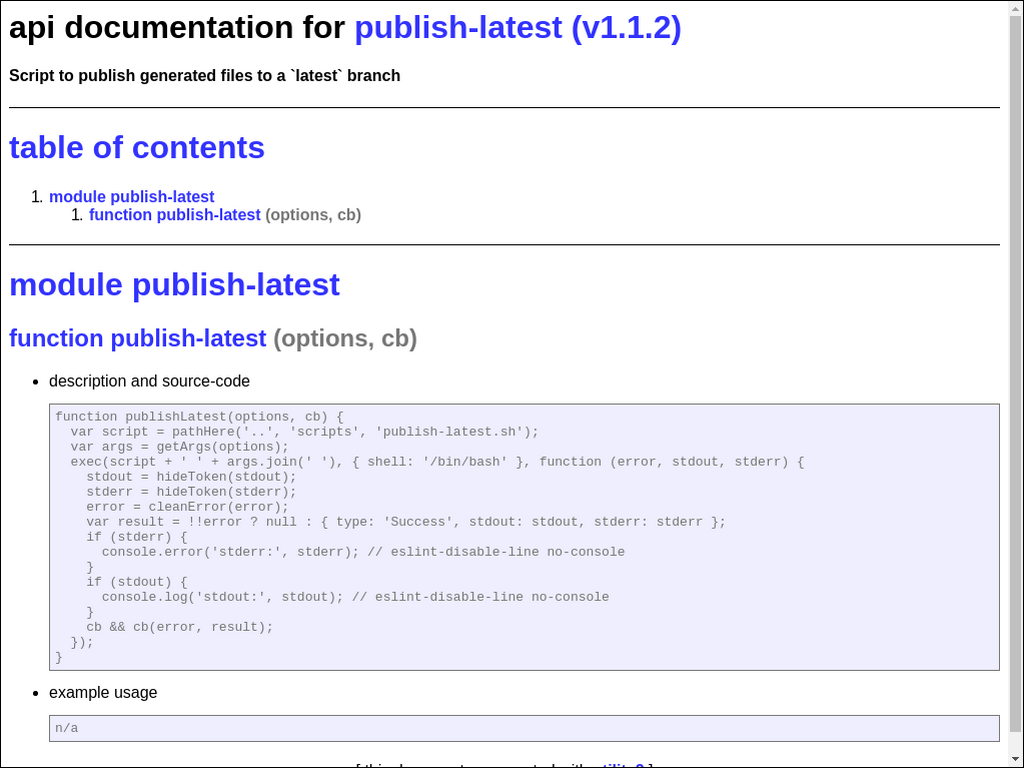 api documentation for publish-latest (v1.1.2)
Script to publish generated files to a `latest` branch
table of contents
1. module publish-latest
1. function publish-latest (options, cb)
module publish-latest
function publish-latest (options, cb)
• description and source-code
function publishLatest(options, cb) {
  var script = pathHere('..', 'scripts', 'publish-latest.sh');
  var args = getArgs(options);
  exec(script + ' ' + args.join(' '), { shell: '/bin/bash' }, function (error, stdout, stderr) {
    stdout = hideToken(stdout);
    stderr = hideToken(stderr);
    error = cleanError(error);
    var result = !!error ? null : { type: 'Success', stdout: stdout, stderr: stderr };
    if (stderr) {
      console.error('stderr:', stderr); // eslint-disable-line no-console
    }
    if (stdout) {
      console.log('stdout:', stdout); // eslint-disable-line no-console
    }
    cb && cb(error, result);
  });
}
• example usage
n/a